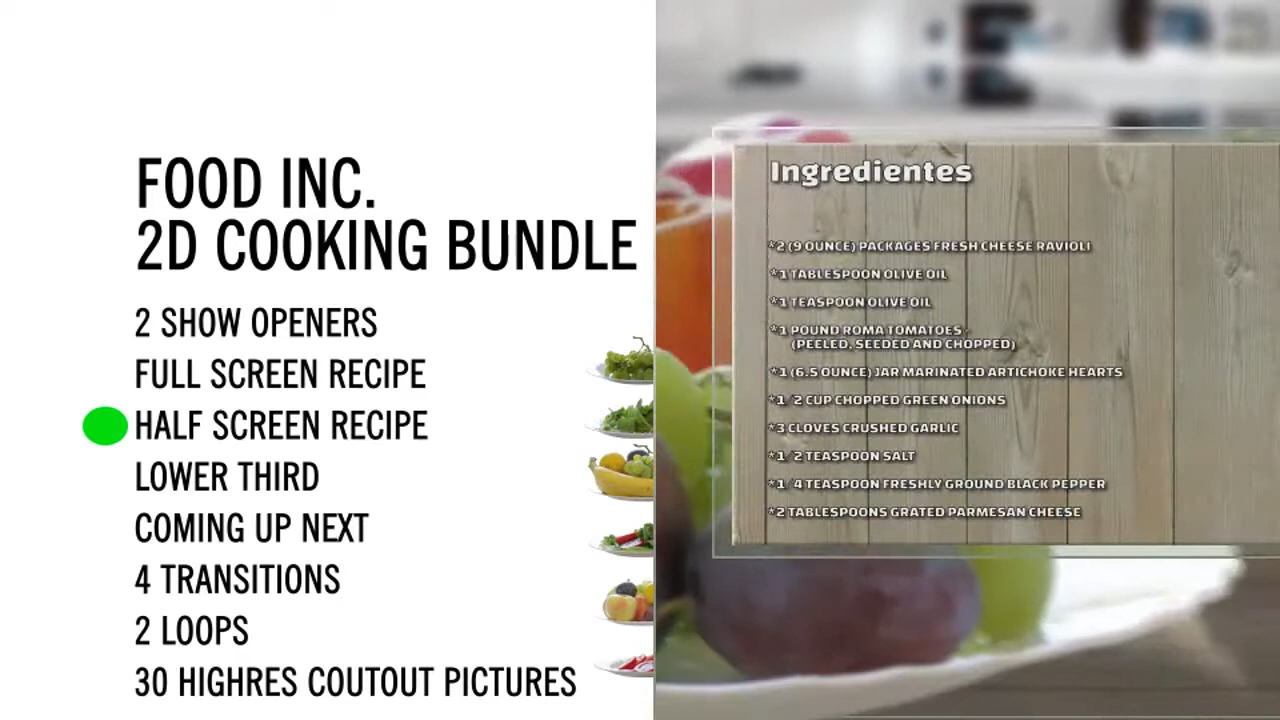 FOOD INC.
2D COOKING BUNDLE
2 SHOW OPENERS
FULL SCREEN RECIPE
HALF SCREEN RECIPE
LOWER THIRD
COMING UP NEXT
4 TRANSITIONS
2 LOOPS
30 HIGHRES COUTOUT PICTURES
Ingredientes
*2 (9 OUNCE) PACKAGES FRESH CHEESE RAVIOLI
*1 TABLESPOON OLIVE OIL
*1 TEASPOON OLIVE OIL
*1 POUND ROMA TOMATOES -
(PEELED, SEEDED AND CHOPPED)
*1 (6.5 OUNCE) JAR MARINATED ARTICHOKE HEARTS
*1/2 CUP CHOPPED GREEN ONIONS
*3 CLOVES CRUSHED GARLIC
*1/2 TEASPOON SALT
*1/4 TEASPOON FRESHLY GROUND BLACK PEPPER
*2 TABLESPOONS GRATED PARMESAN CHEESE